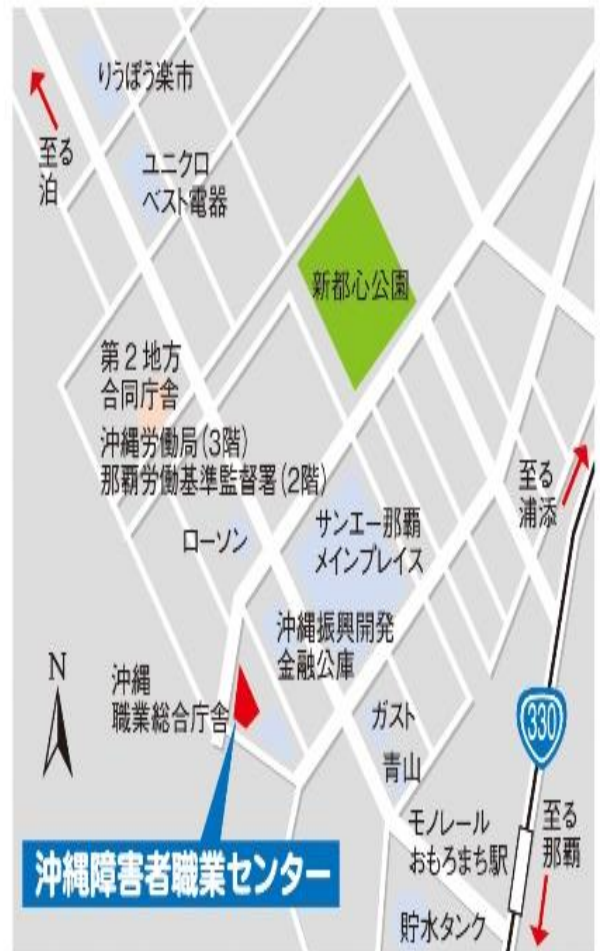 りうぼう楽市
至る
泊
ユニクロ
ベスト電器
新都心公園
第2地方
合同庁舎
沖縄労働局(3階)
那覇労働基準監督署(2階)
至る
浦添
ローソン
サンエー那覇
メインプレイス
沖縄振興開発
金融公庫
N
沖縄
職業総合庁舎
ガスト
330
青山
モノレール
おもろまち駅
至る
那覇
沖縄障害者職業センター
貯水タンク